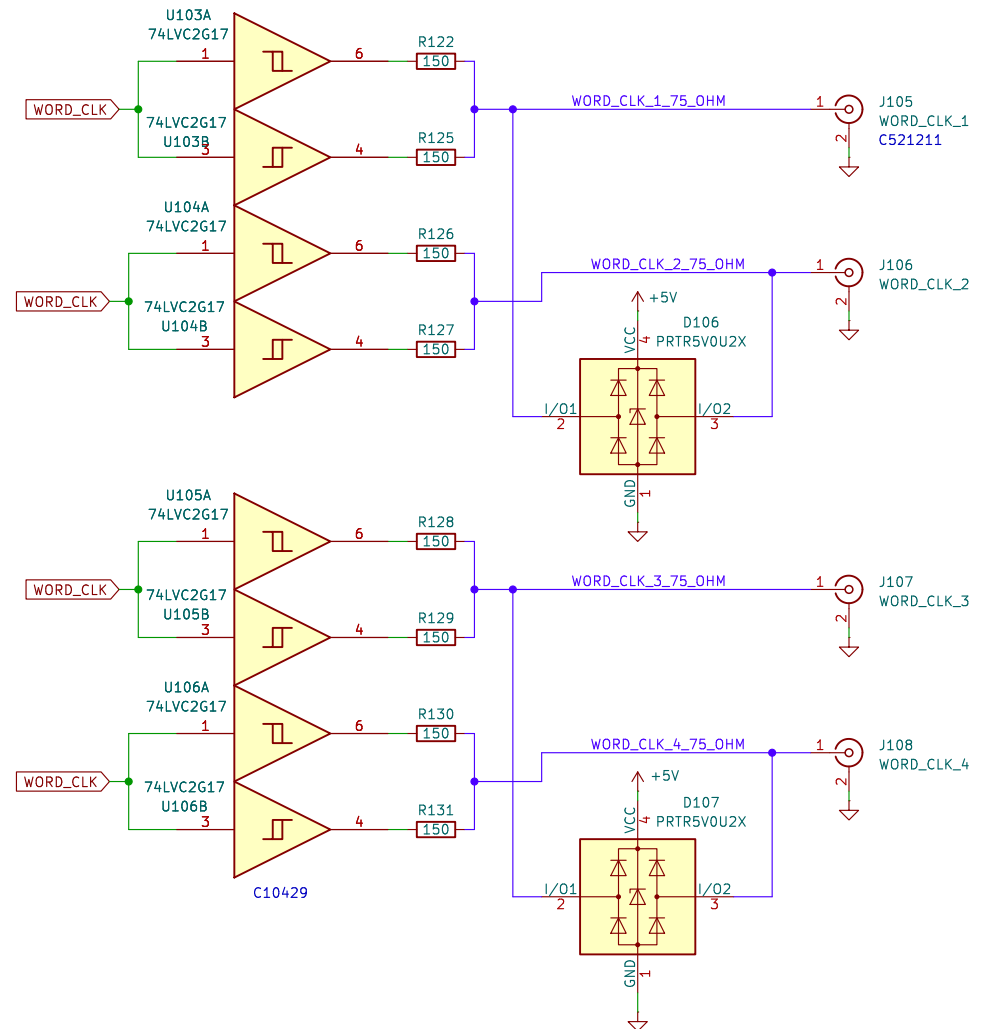 U103A
74LVC2G17
1
6
R122
150
WORD_CLK
74LVC2G17
U103B
3
4
R125
150
WORD_CLK_1_75_OHM
1
2
J105
WORD_CLK_1
C521211
U104A
74LVC2G17
1
6
R126
150
WORD_CLK
74LVC2G17
U104B
3
4
R127
150
WORD_CLK_2_75_OHM
1
2
J106
WORD_CLK_2
+5V
D106
PRTR5V0U2X
VCC
4
I/O1
2
I/O2
3
GND
1
U105A
74LVC2G17
1
6
R128
150
WORD_CLK
74LVC2G17
U105B
3
4
R129
150
WORD_CLK_3_75_OHM
1
2
J107
WORD_CLK_3
U106A
74LVC2G17
1
6
R130
150
WORD_CLK
74LVC2G17
U106B
3
4
R131
150
WORD_CLK_4_75_OHM
1
2
J108
WORD_CLK_4
+5V
D107
PRTR5V0U2X
VCC
4
I/O1
2
I/O2
3
GND
1
C10429